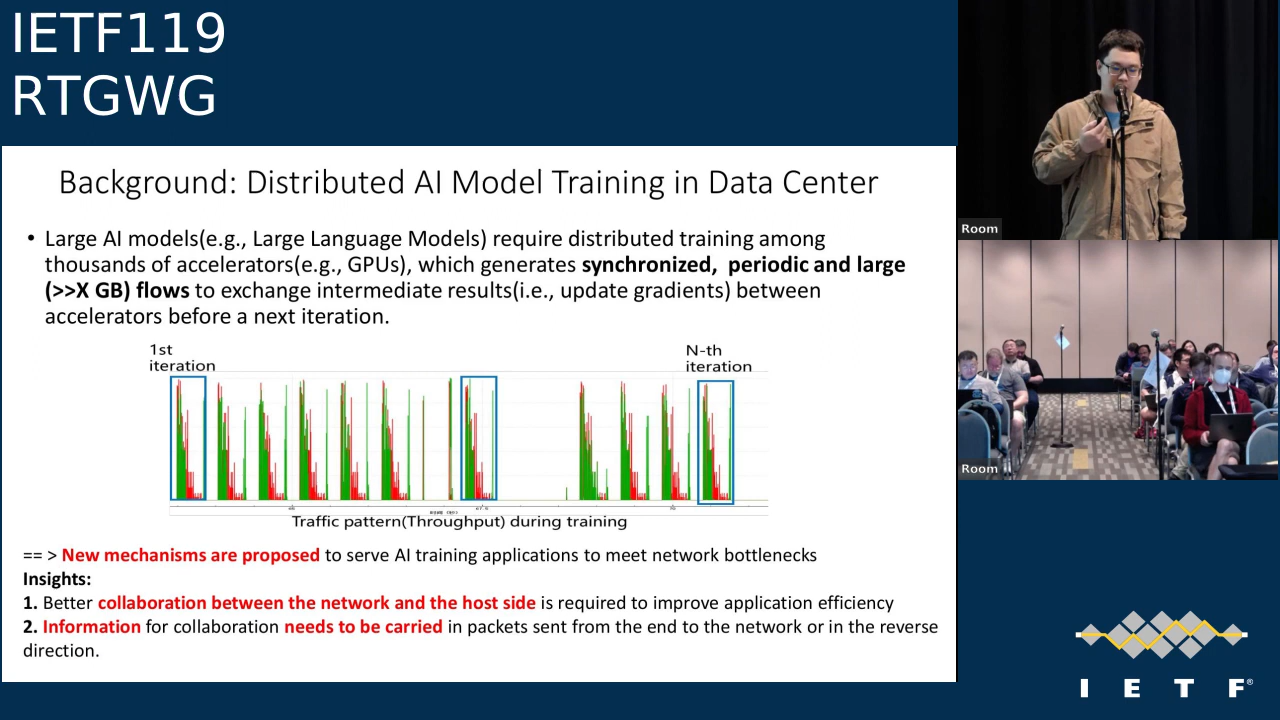 IETF119
RTGWG
Background: Distributed AI Model Training in Data Center
• Large AI models(e.g., Large Language Models) require distributed training among
thousands of accelerators(e.g., GPUs), which generates synchronized, periodic and large
(>>X GB) flows to exchange intermediate results(i.e., update gradients) between
accelerators before a next iteration.
1st
iteration
N-th
iteration
Traffic pattern(Throughput) during training
== > New mechanisms are proposed to serve AI training applications to meet network bottlenecks
Insights:
1. Better collaboration between the network and the host side is required to improve application efficiency
2. Information for collaboration needs to be carried in packets sent from the end to the network or in the reverse
direction.
Room
Room
I E T F®